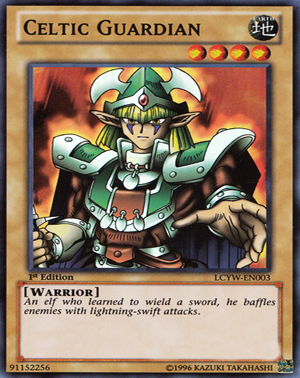 CELTIC GUARDIAN
EARTH
地
1st Edition
LCYW-EN003
[WARRIOR]
An elf who learned to wield a sword, he baffles
enemies with lightning-swift attacks.
91152256
©1996 KAZUKI TAKAHASHI